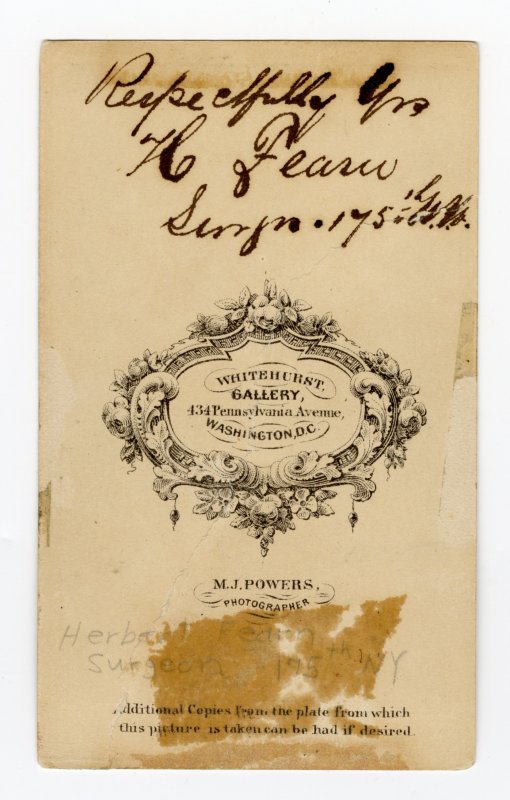 Respectfully Yrs
H Fearn
Surgn. 175th N.Y.
WHITEHURST.
GALLERY,
434 Pennsylvania Avenue,
WASHINGTON, D.C.
M.J. POWERS,
PHOTOGRAPHER
Fearn
Surgeon 175th NY
Additional Copies from the plate from which
this picture is taken can be had if desired.